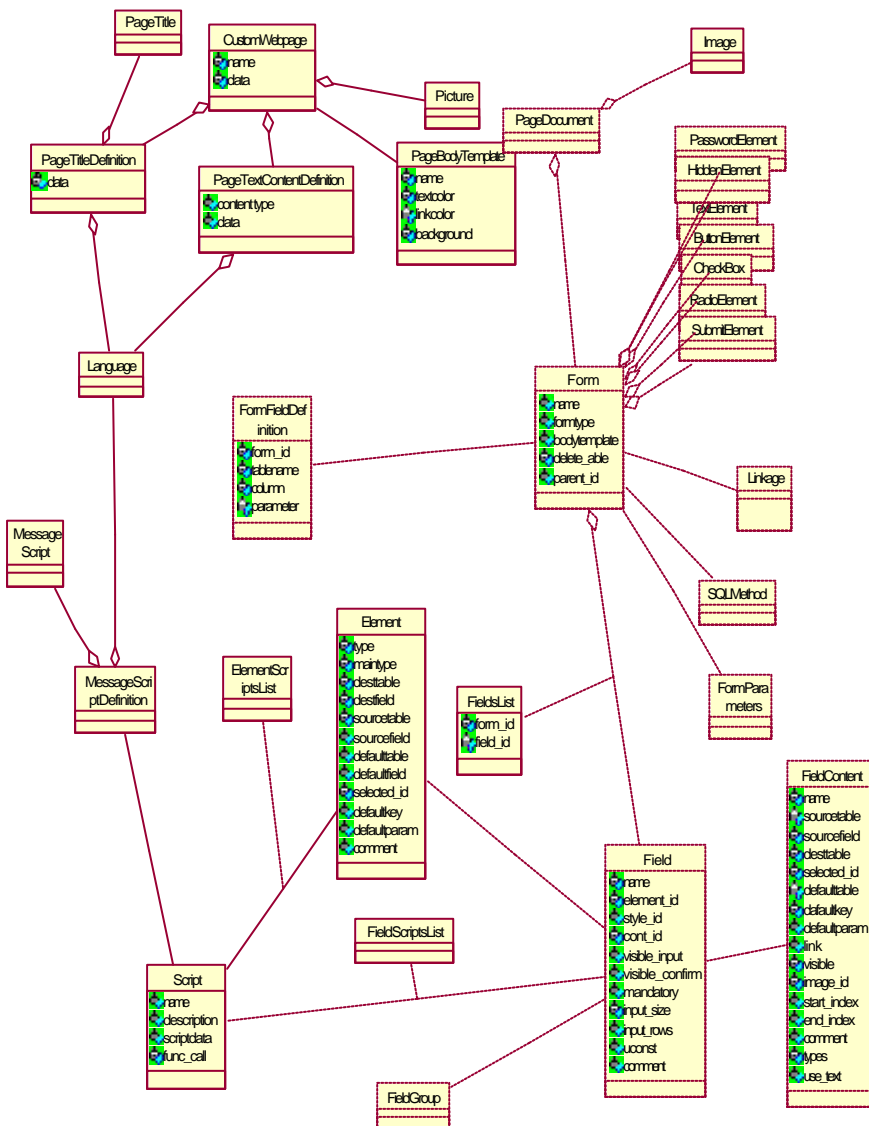 PageTitle
CustomWebpage
name
data
Image
Picture
PageDocument
PageTitleDefinition
data
PageTextContentDefinition
content type
data
PageBodyTemplate
name
textcolor
linkcolor
background
PasswordElement
HiddenElement
TextElement
ButtonElement
CheckBox
RadioElement
SubmitElement
Language
FormFieldDef
inition
form_id
tablename
column
parameter
Form
name
formtype
bodytemplate
delete_able
parent_id
Linkage
Message
Script
SQLMethod
MessageScri
ptDefinition
ElementScr
iptsList
Element
type
maintype
desttable
destfield
sourcetable
sourcefield
defaulttable
defaultfield
selected_id
defaultkey
defaultparam
comment
FieldsList
form_id
field_id
FormPara
meters
FieldContent
name
sourcetable
sourcefield
desttable
selected_id
defaulttable
dafaultkey
defaultparam
link
visible
image_id
start_index
end_index
comment
types
use_text
Field
name
element_id
style_id
cont_id
visible_input
visible_confirm
mandatory
input_size
input_rows
uconst
comment
FieldScriptsList
Script
name
description
scriptdata
func_call
FieldGroup